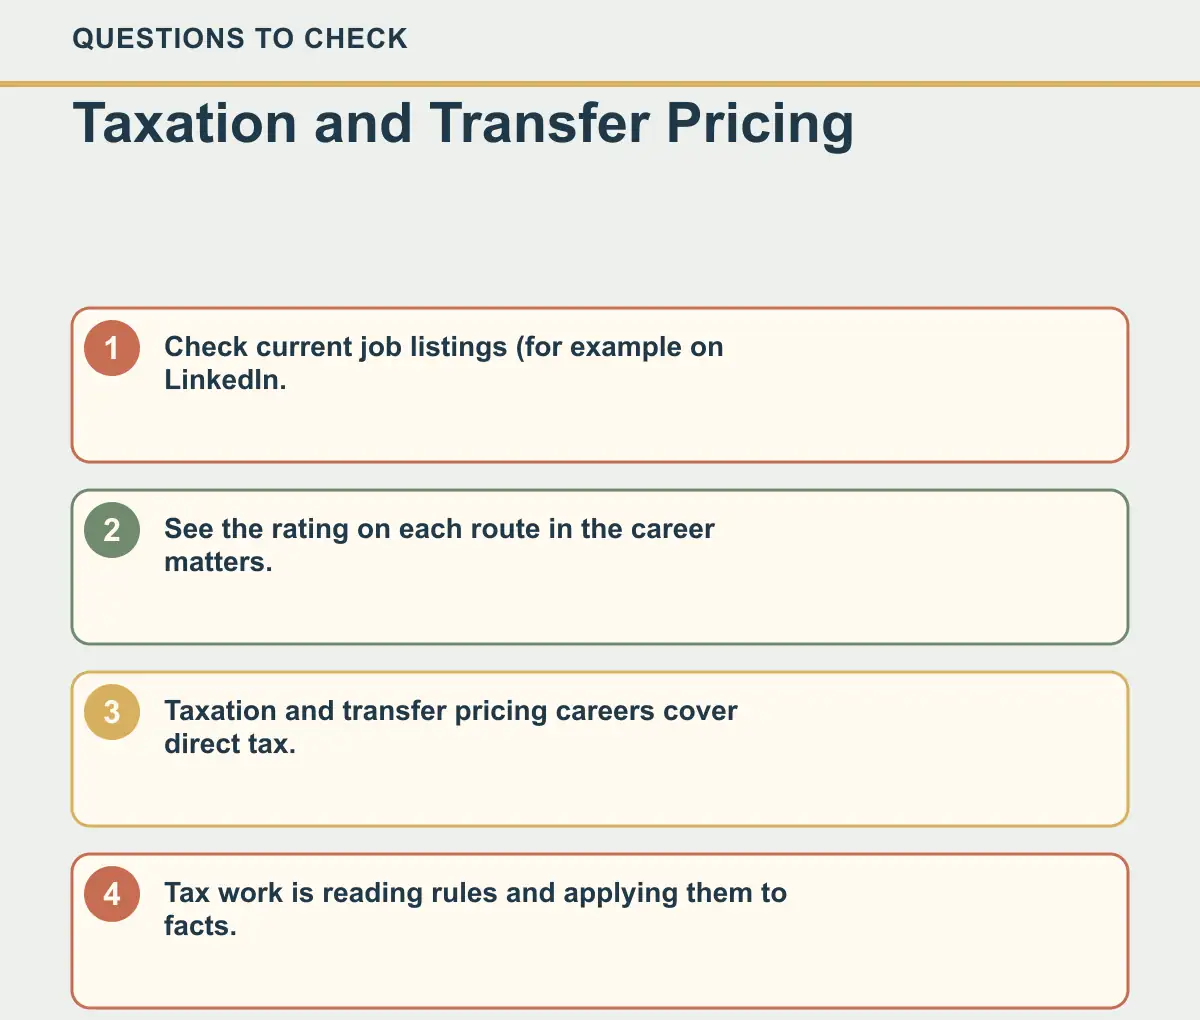 QUESTIONS TO CHECK
Taxation and Transfer Pricing
1
Check current job listings (for example on
LinkedIn.
2
See the rating on each route in the career
matters.
3
Taxation and transfer pricing careers cover
direct tax.
4
Tax work is reading rules and applying them to
facts.